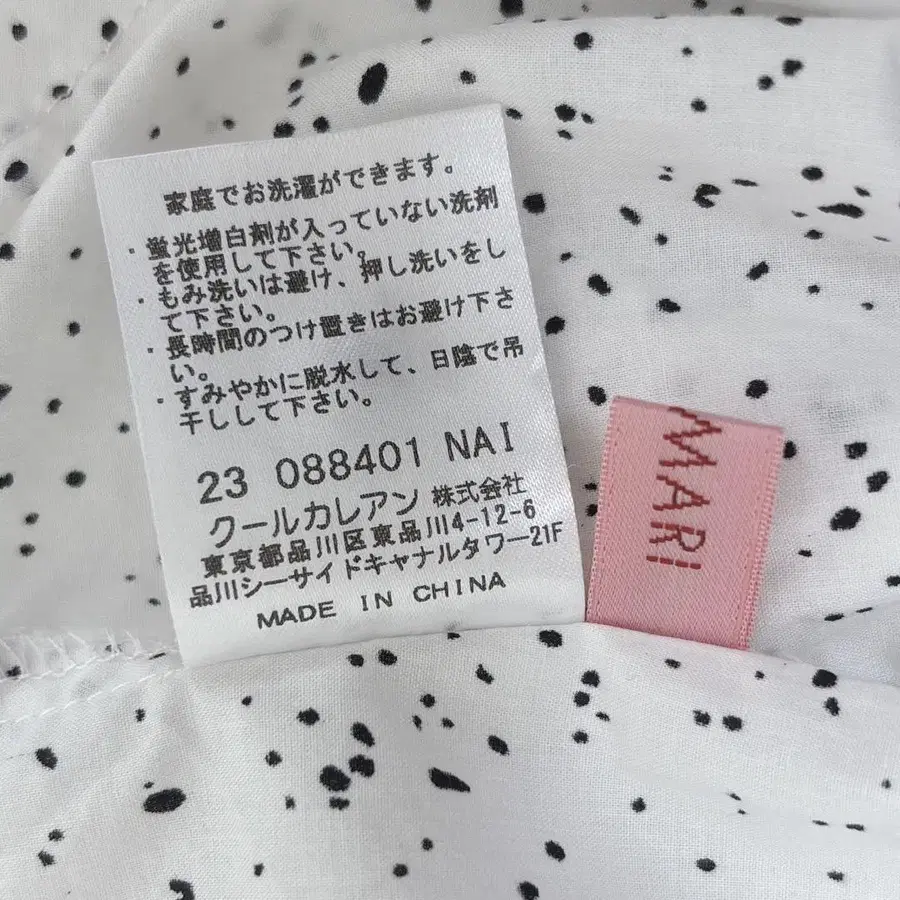 家庭でお洗濯ができます。
・蛍光増白剤が入っていない洗剤
を使用して下さい。
・もみ洗いは避け、押し洗いをし
て下さい。
・長時間のつけ置きはお避け下さ
い。
・すみやかに脱水して、日陰で吊
干しして下さい。
23 088401 NAI
クールカレアン 株式会社
東京都品川区東品川4-12-6
品川シーサイドキャナルタワー21F
MADE IN CHINA
MARI